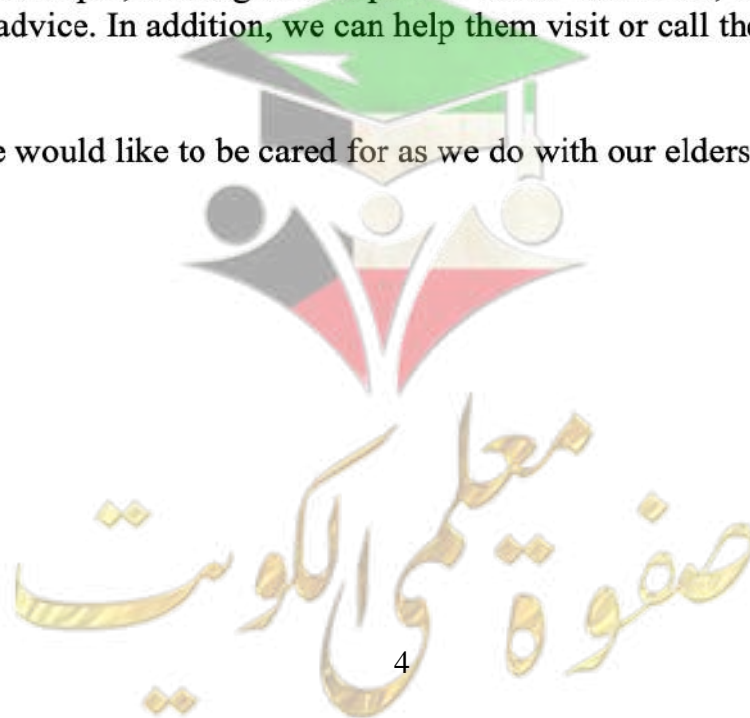 advice. In addition, we can help them visit or call the
would like to be cared for as we do with our elders
صفوة معلمى الكويت
4